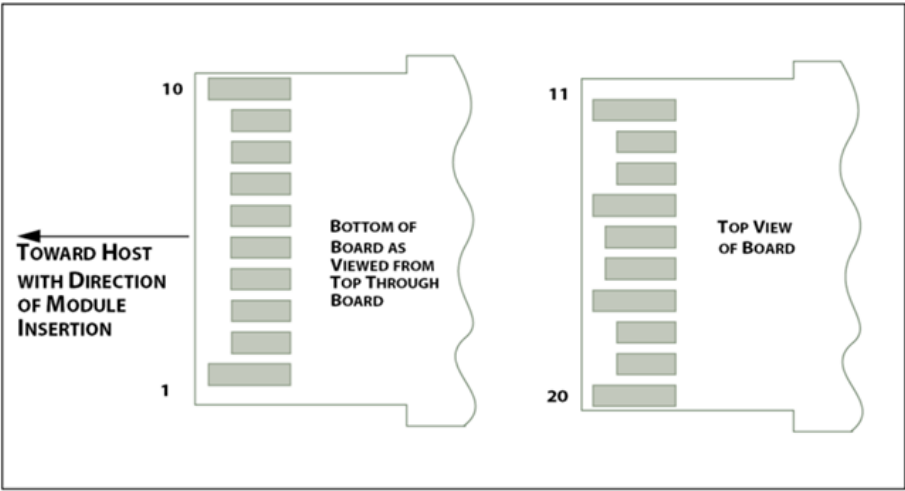 10
TOWARD HOST
WITH DIRECTION
OF MODULE
INSERTION
1
BOTTOM OF
BOARD AS
VIEWED FROM
TOP THROUGH
BOARD
11
20
TOP VIEW
OF BOARD